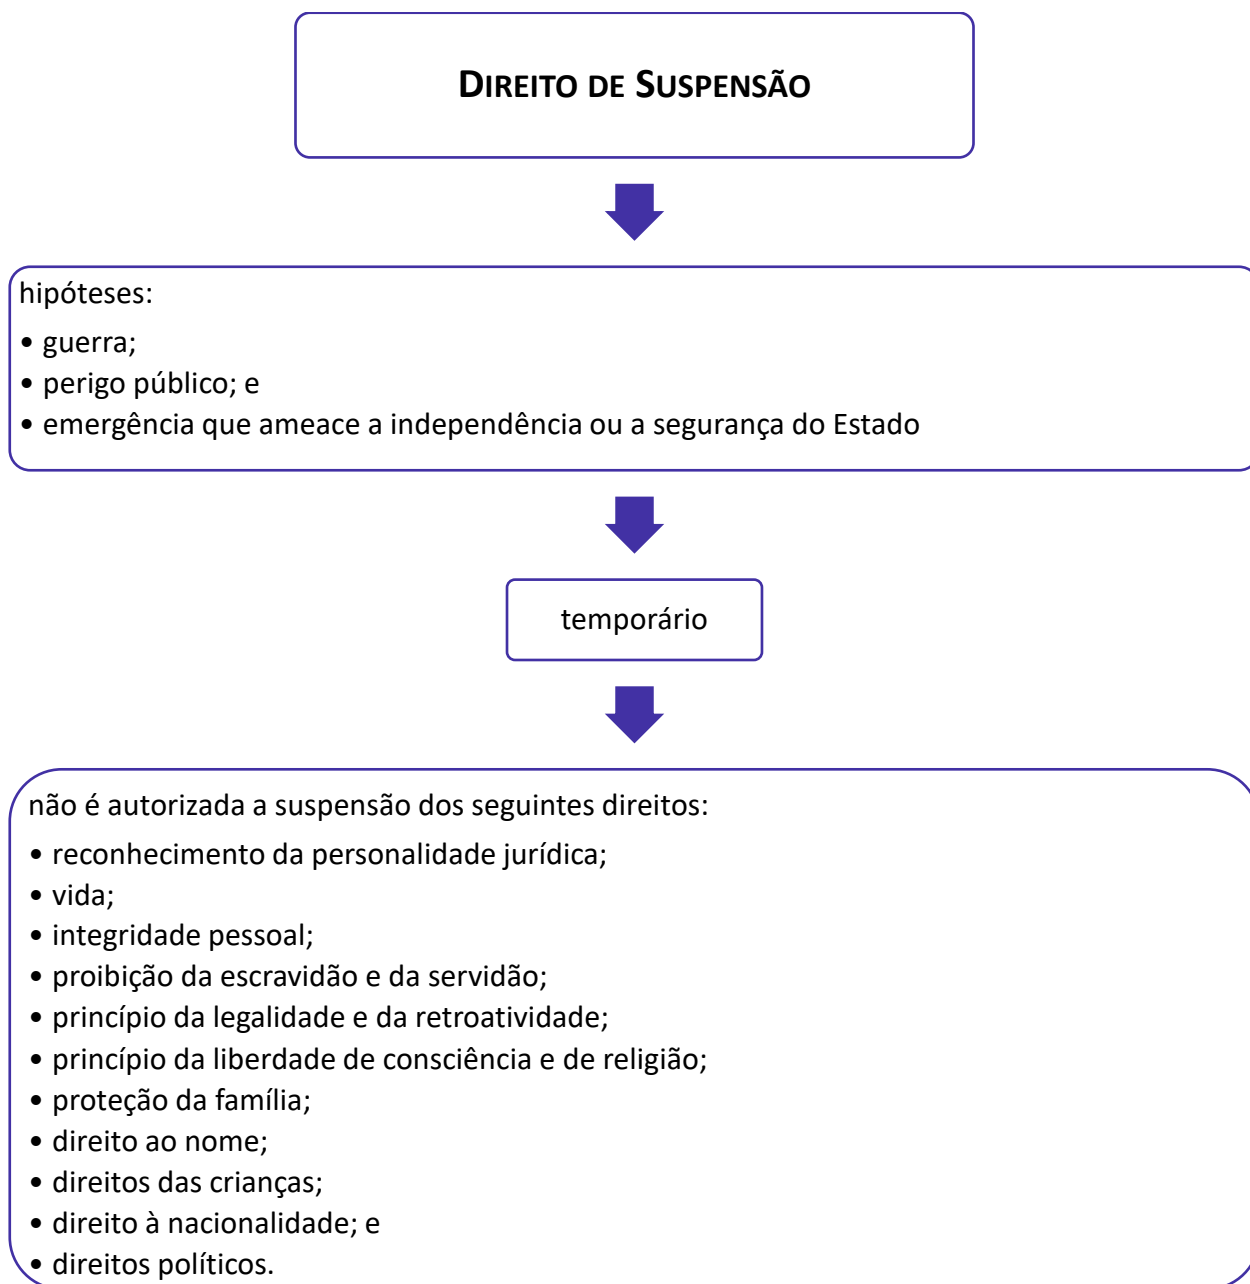 DIREITO DE SUSPENSÃO
hipóteses:
• guerra;
• perigo público; e
• emergência que ameace a independência ou a segurança do Estado
temporário
não é autorizada a suspensão dos seguintes direitos:
• reconhecimento da personalidade jurídica;
• vida;
• integridade pessoal;
• proibição da escravidão e da servidão;
• princípio da legalidade e da retroatividade;
• princípio da liberdade de consciência e de religião;
• proteção da família;
• direito ao nome;
• direitos das crianças;
• direito à nacionalidade; e
• direitos políticos.